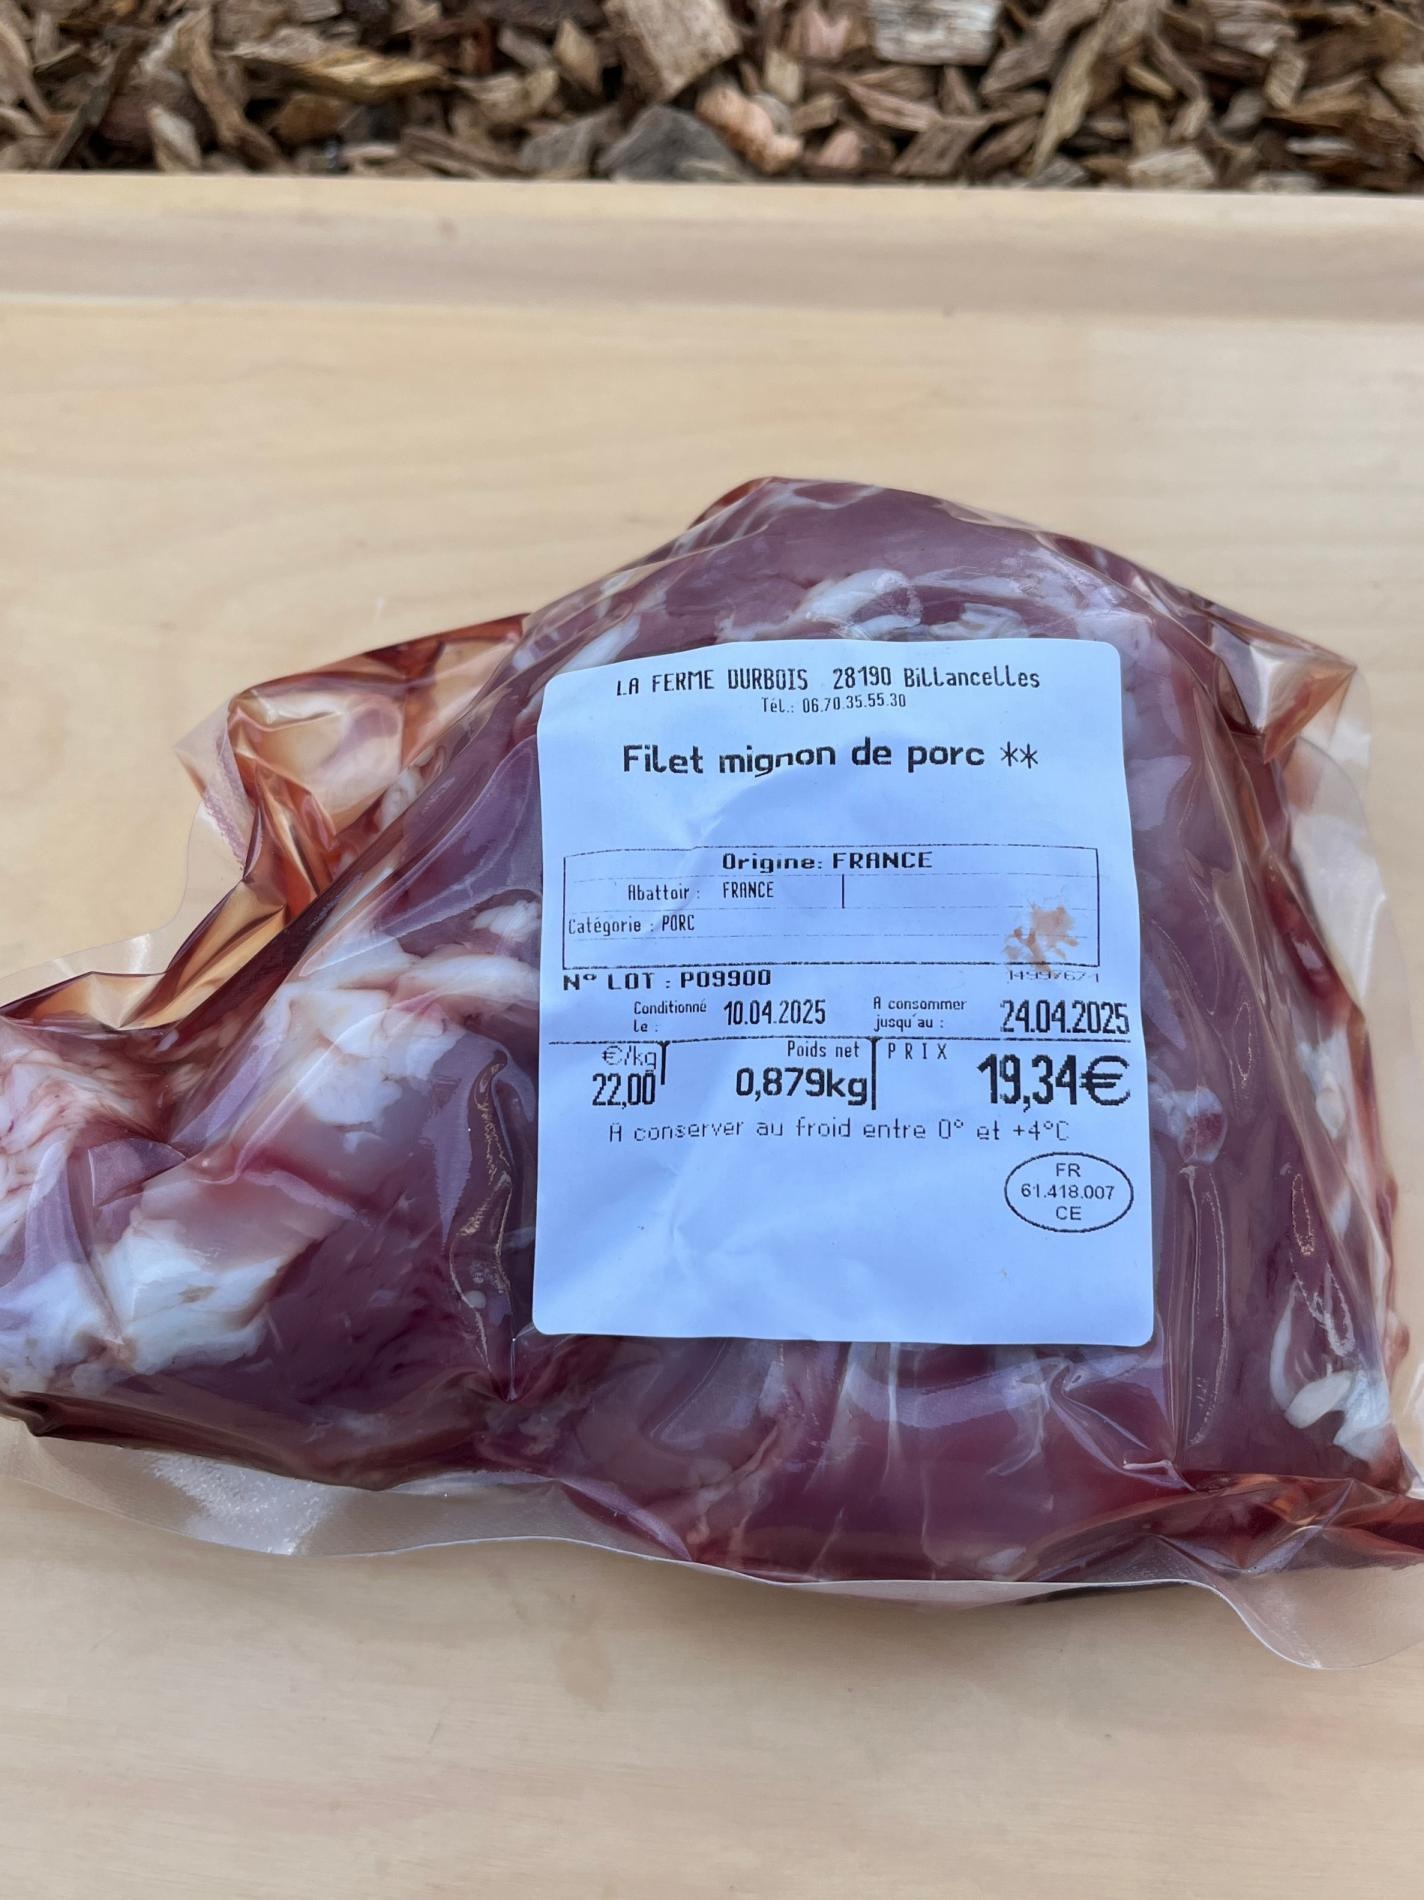 LA FERME DURBOIS 28190 Billancelles
Tél.: 06.70.35.55.30
Filet mignon de porc **
Origine: FRANCE
Abattoir : FRANCE
Catégorie : PORC
N° LOT : P09900
Conditionné le : 10.04.2025 A consommer jusqu'au : 24.04.2025
€/kg Poids net PRIX
22,00 0,879kg 19,34€
A conserver au froid entre 0° et +4°C
FR
61.418.007
CE